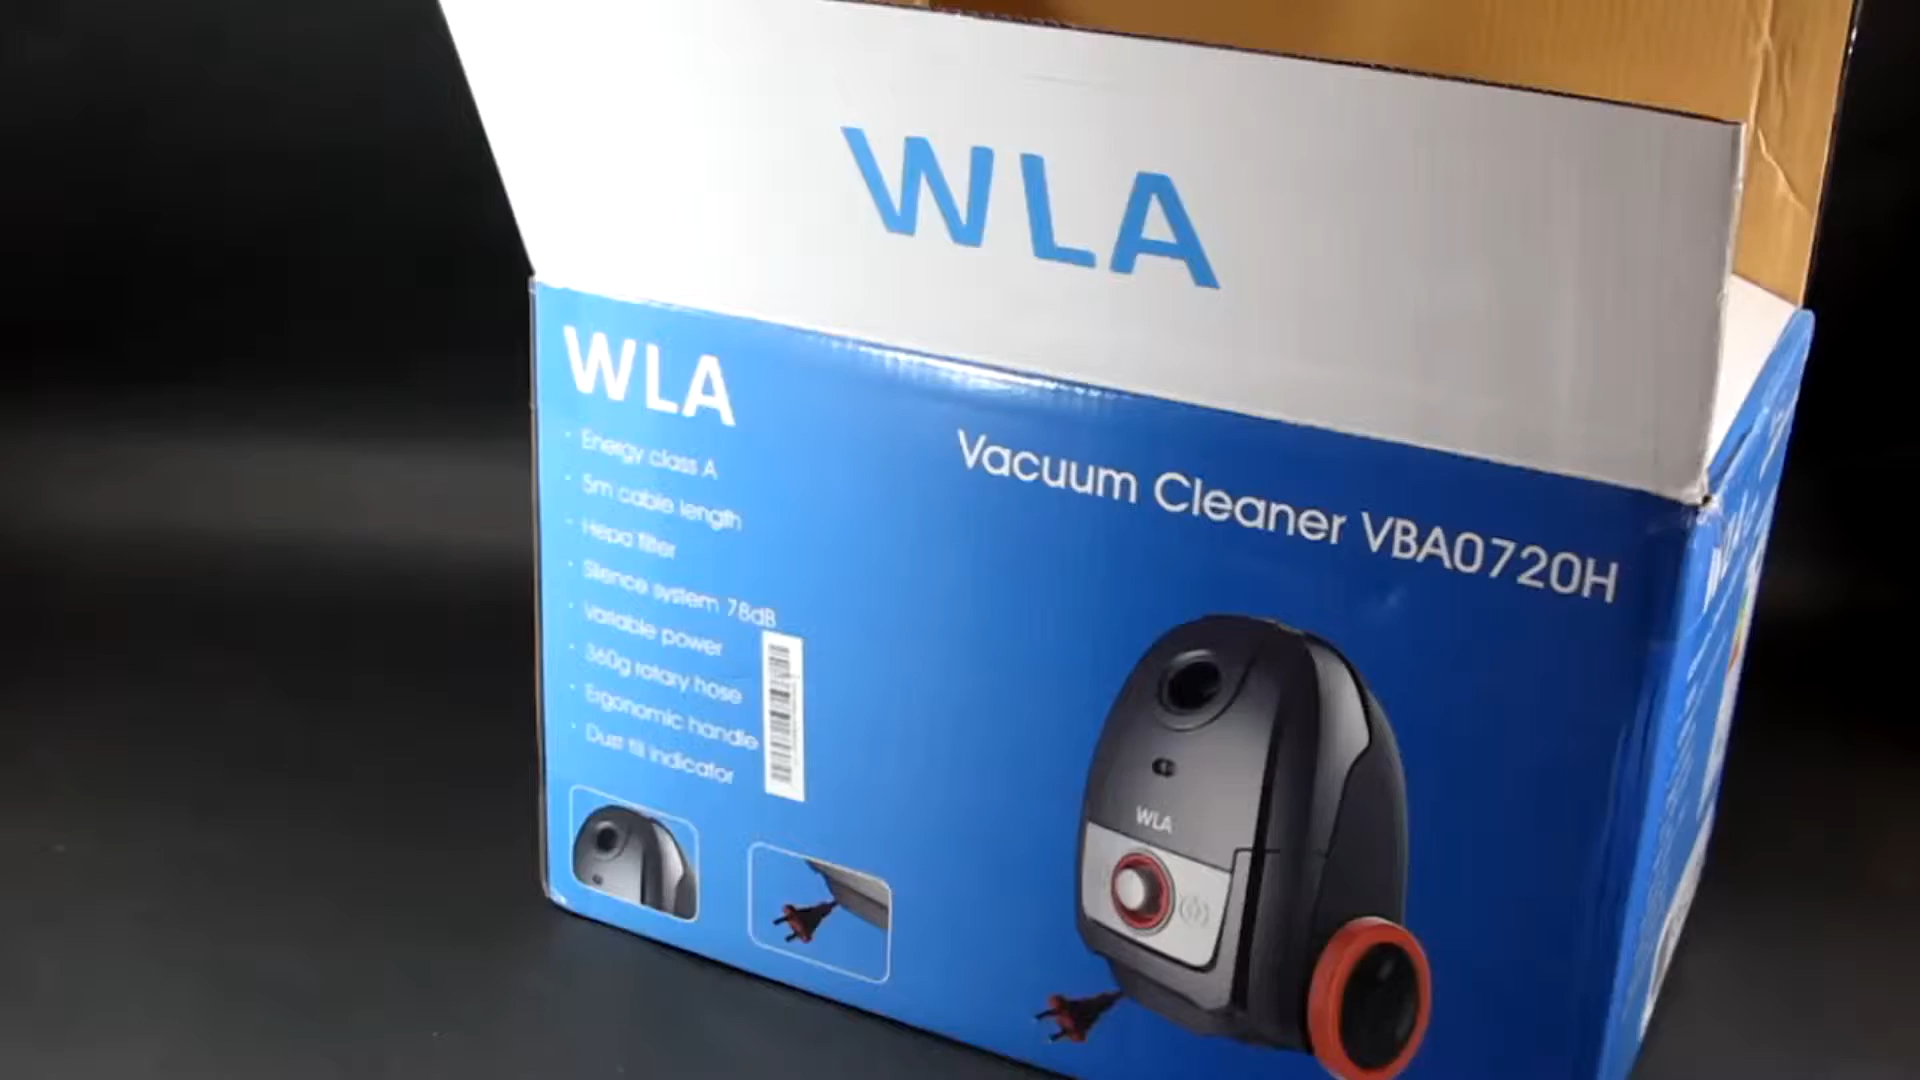 WLA
WLA
Vacuum Cleaner VBA0720H
· Energy class A
· 5m cable length
· Hepa filter
· Silence system 78dB
· Variable power
· 360g rotary hose
· Ergonomic handle
· Dust fill indicator
WLA